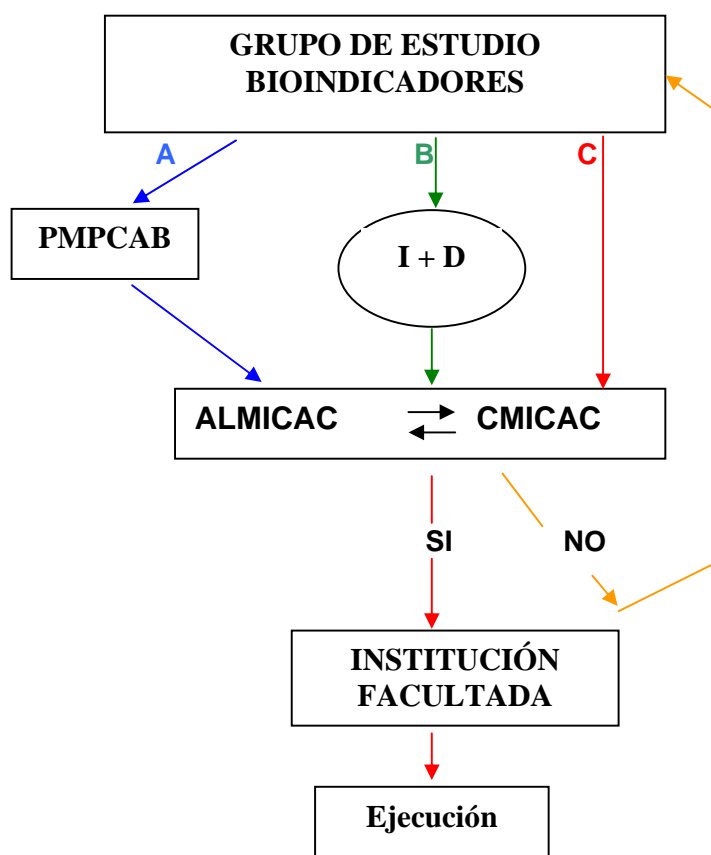 GRUPO DE ESTUDIO
BIOINDICADORES
A
B
C
PMPCAB
I + D
ALMICAC
CMICAC
SI
NO
INSTITUCIÓN
FACULTADA
Ejecución